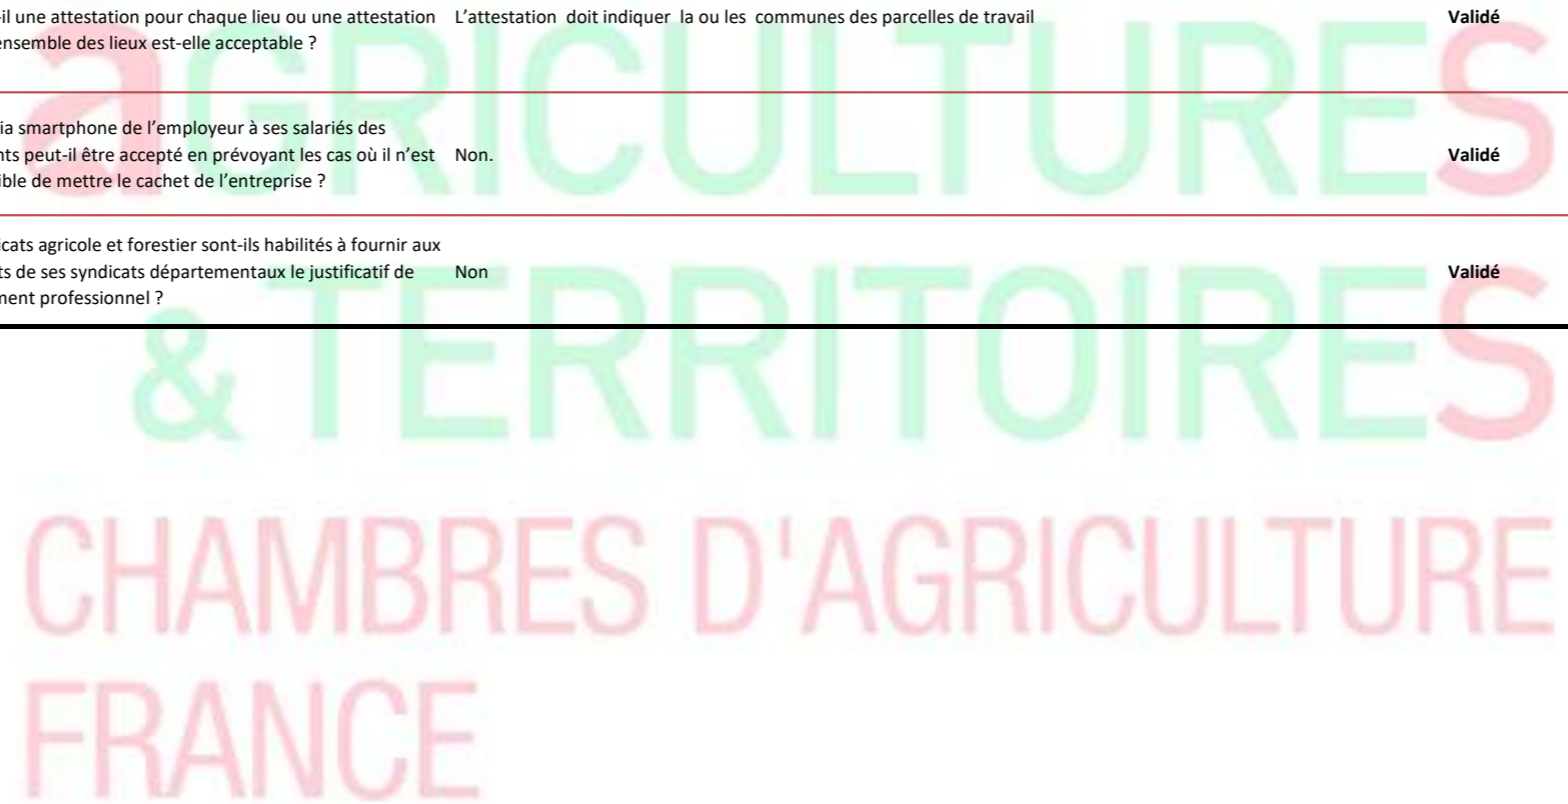 -il une attestation pour chaque lieu ou une attestation L'attestation doit indiquer la ou les communes des parcelles de travail Validé
ensemble des lieux est-elle acceptable ?
ia smartphone de l'employeur à ses salariés des
nts peut-il être accepté en prévoyant les cas où il n'est Non. Validé
ible de mettre le cachet de l'entreprise ?
icats agricole et forestier sont-ils habilités à fournir aux
ts de ses syndicats départementaux le justificatif de Non Validé
ment professionnel ?
aGRICULTURES
& TERRITOIRES
CHAMBRES D'AGRICULTURE
FRANCE